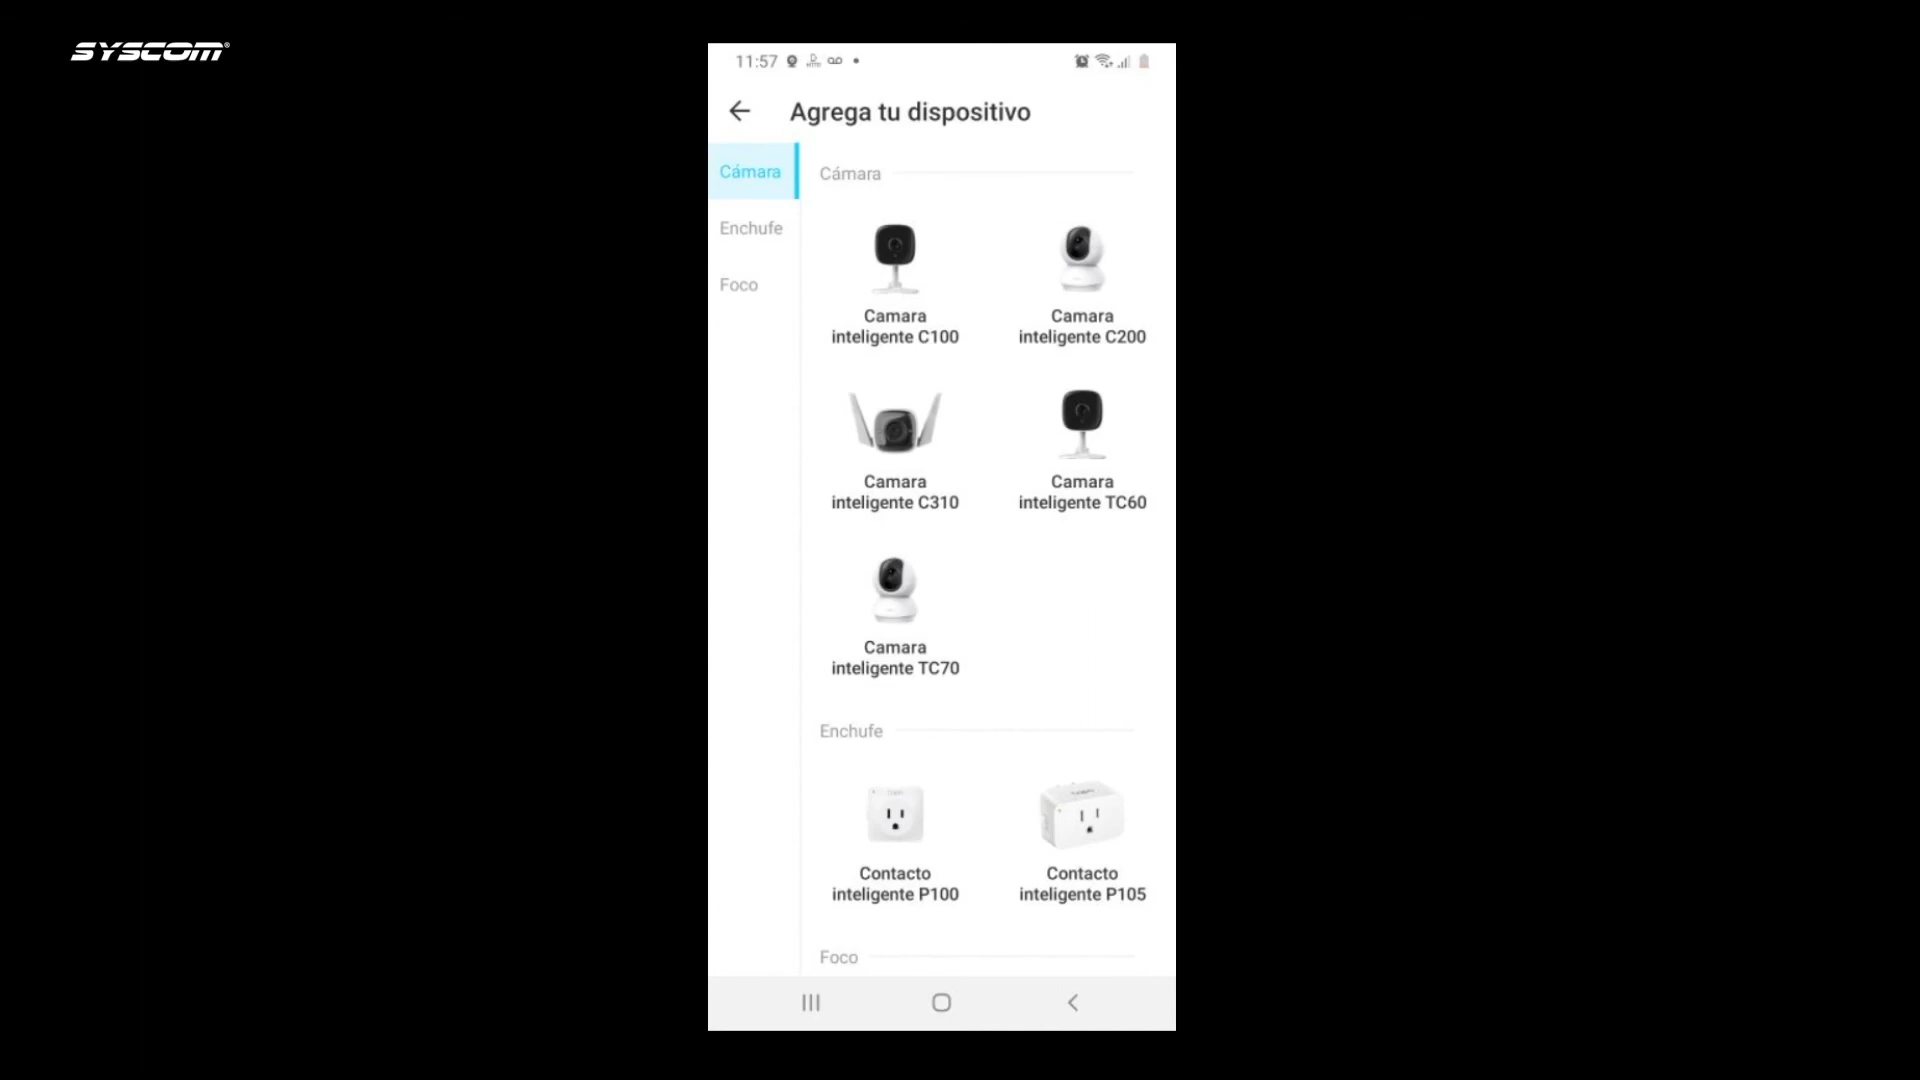 SYSCOM®
11:57
Agrega tu dispositivo
Cámara
Enchufe
Foco
Cámara
Camara
inteligente C100
Camara
inteligente C200
Camara
inteligente C310
Camara
inteligente TC60
Camara
inteligente TC70
Enchufe
Contacto
inteligente P100
Contacto
inteligente P105
Foco